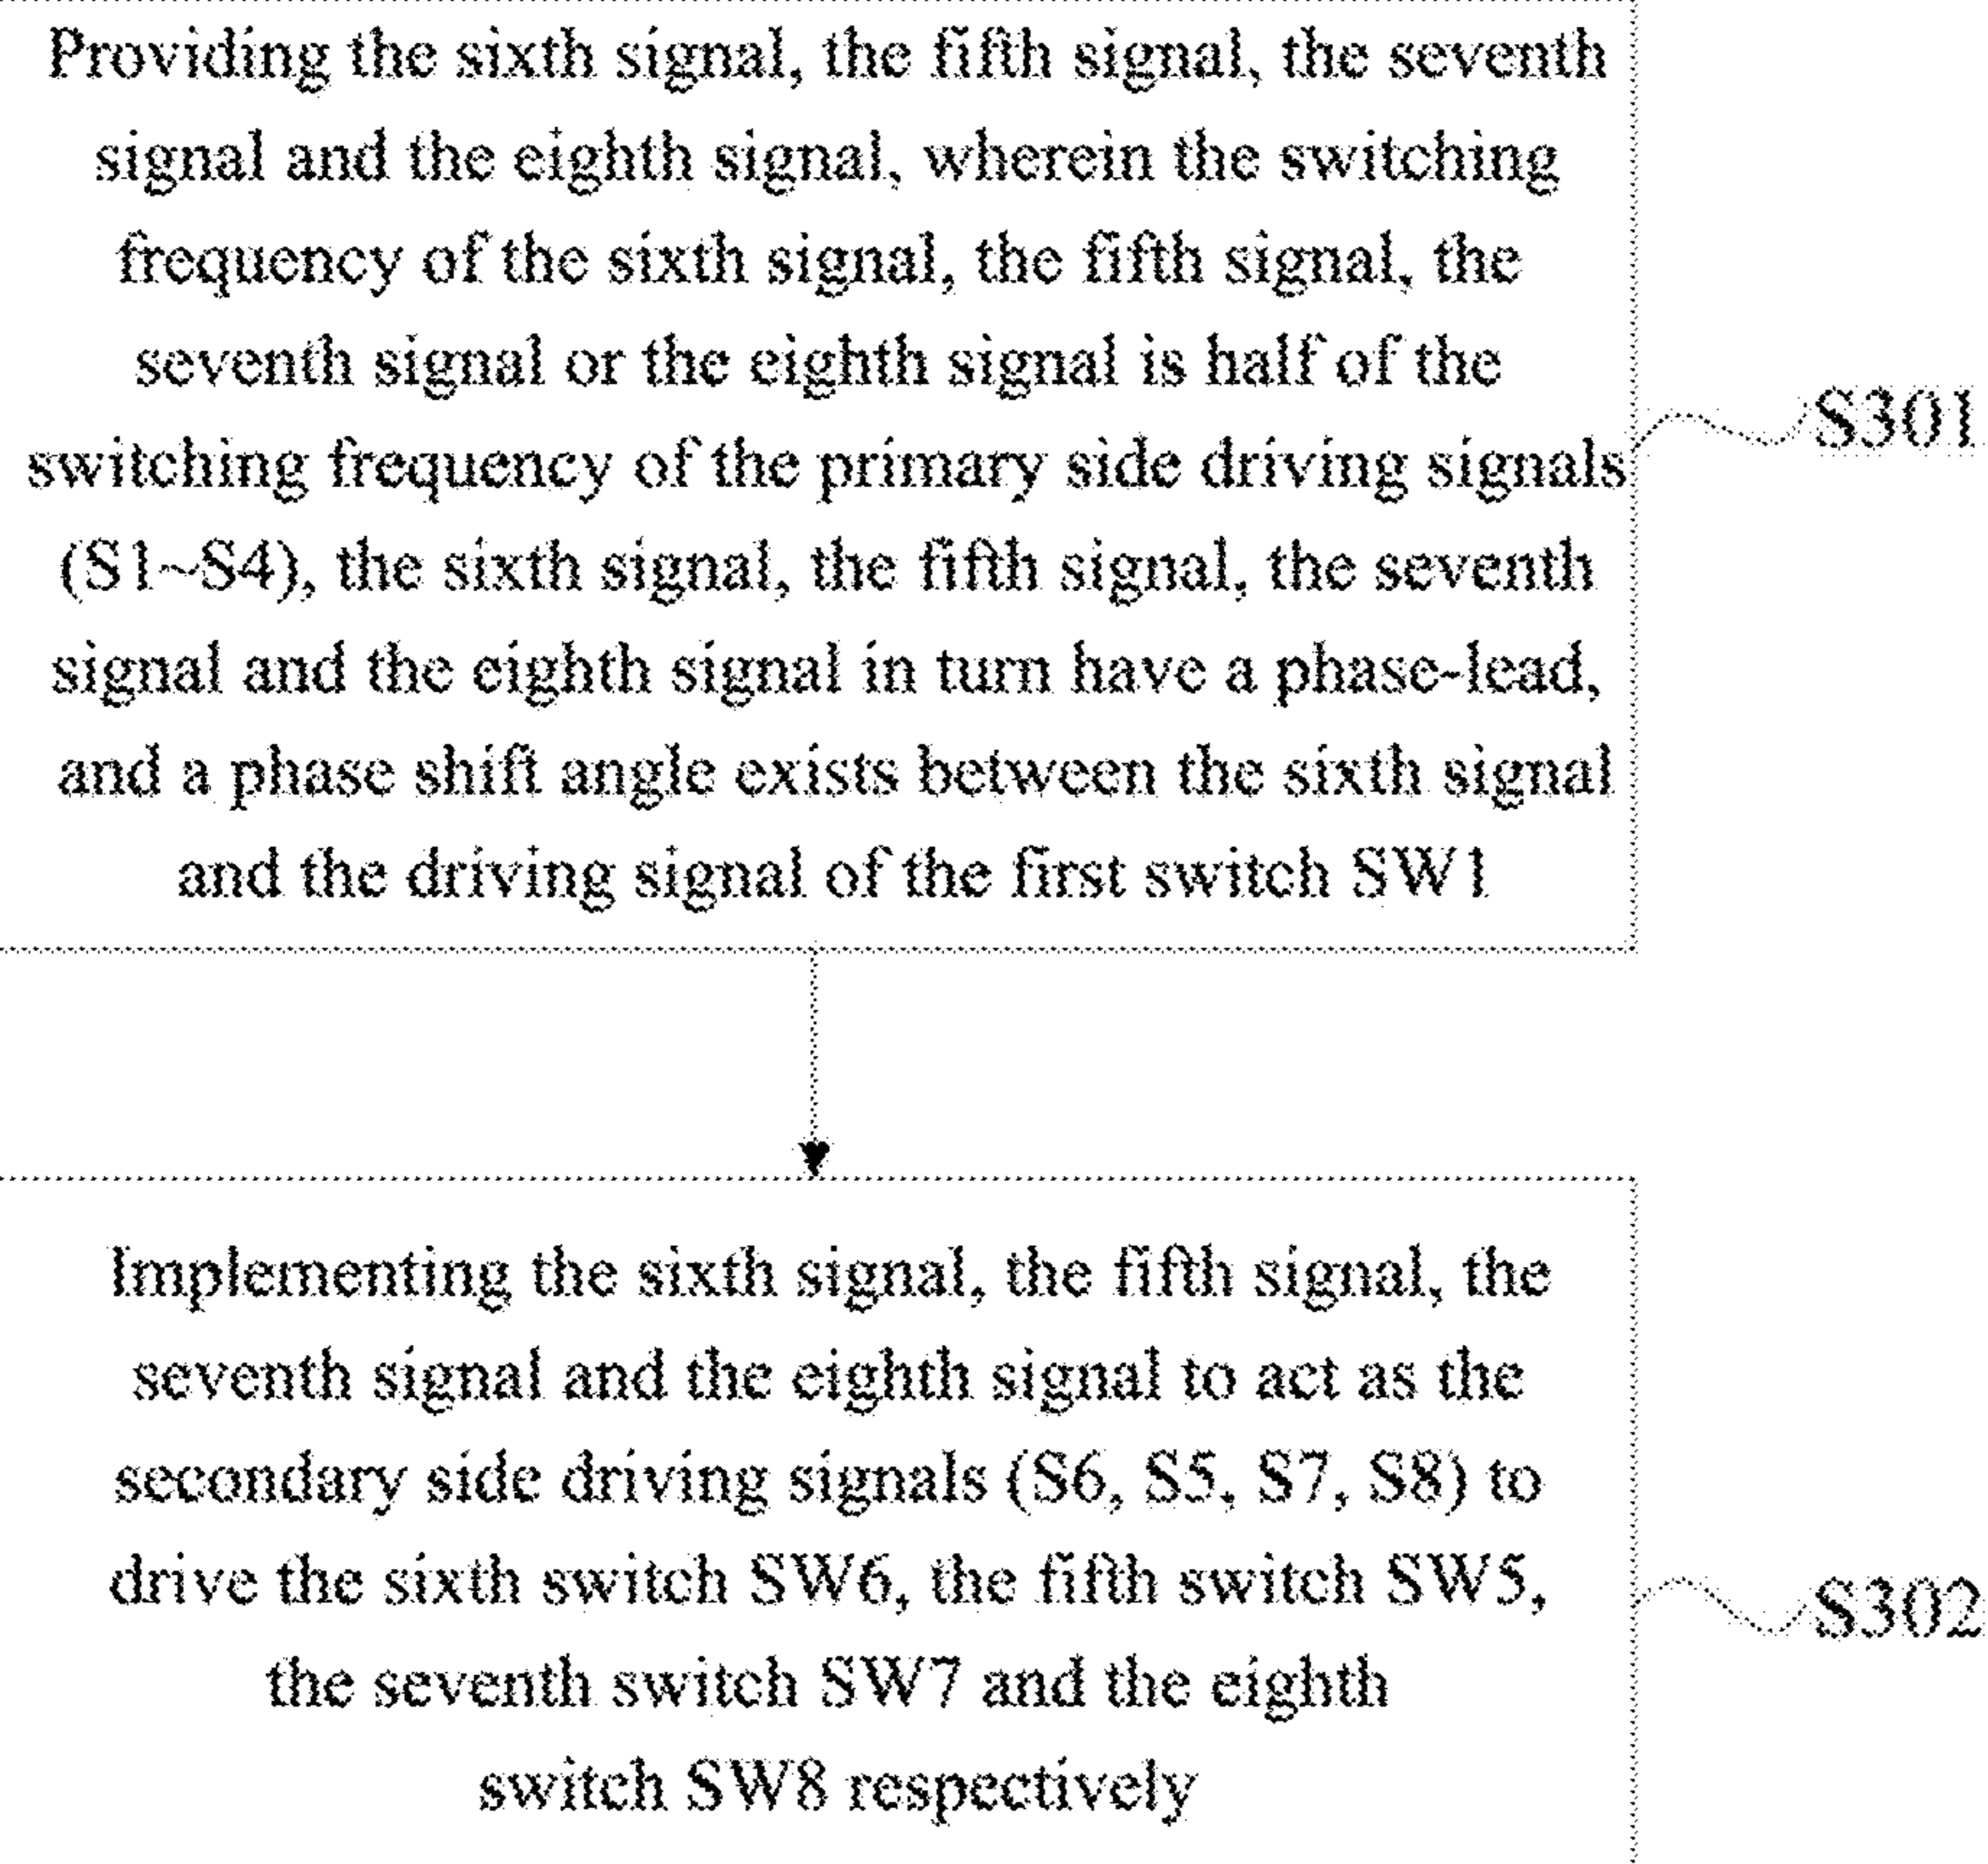 Providing the sixth signal, the fifth signal, the seventh
signal and the eighth signal, wherein the switching
frequency of the sixth signal, the fifth signal, the
seventh signal or the eighth signal is half of the
switching frequency of the primary side driving signals
(S1~S4), the sixth signal, the fifth signal, the seventh
signal and the eighth signal in turn have a phase-lead,
and a phase shift angle exists between the sixth signal
and the driving signal of the first switch SW1
S301
Implementing the sixth signal, the fifth signal, the
seventh signal and the eighth signal to act as the
secondary side driving signals (S6, S5, S7, S8) to
drive the sixth switch SW6, the fifth switch SW5,
the seventh switch SW7 and the eighth
switch SW8 respectively
S302